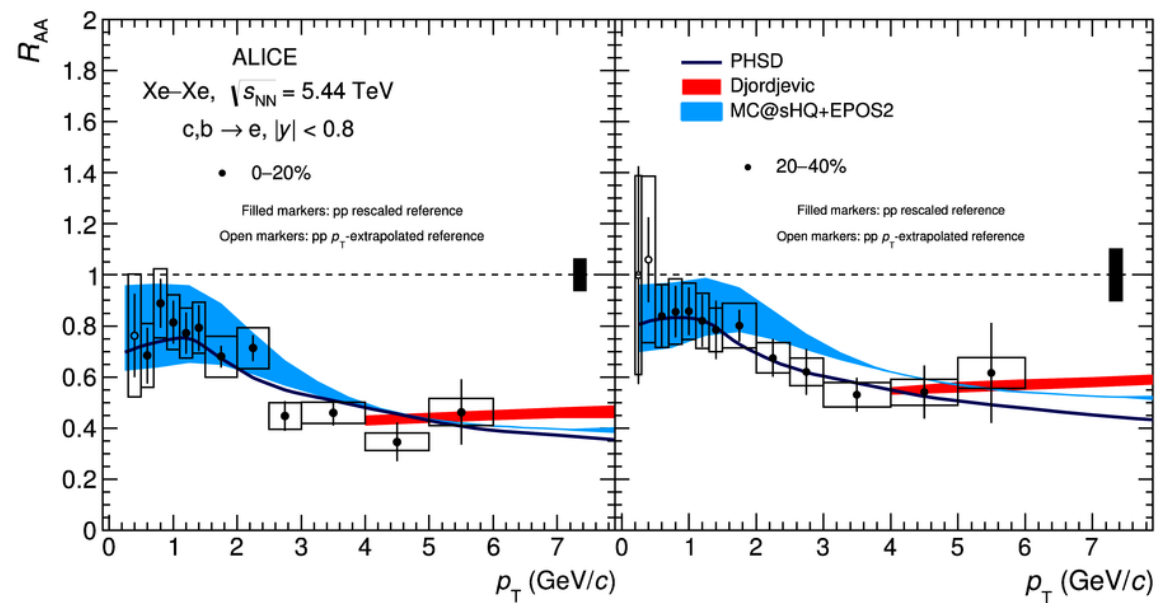 R_AA
2
1.8
1.6
1.4
1.2
1
0.8
0.6
0.4
0.2
0
ALICE
Xe–Xe, √s_NN = 5.44 TeV
c,b → e, |y| < 0.8
0–20%
Filled markers: pp rescaled reference
Open markers: pp p_T-extrapolated reference
0 1 2 3 4 5 6 7
p_T (GeV/c)
PHSD
Djordjevic
MC@sHQ+EPOS2
20–40%
Filled markers: pp rescaled reference
Open markers: pp p_T-extrapolated reference
0 1 2 3 4 5 6 7
p_T (GeV/c)